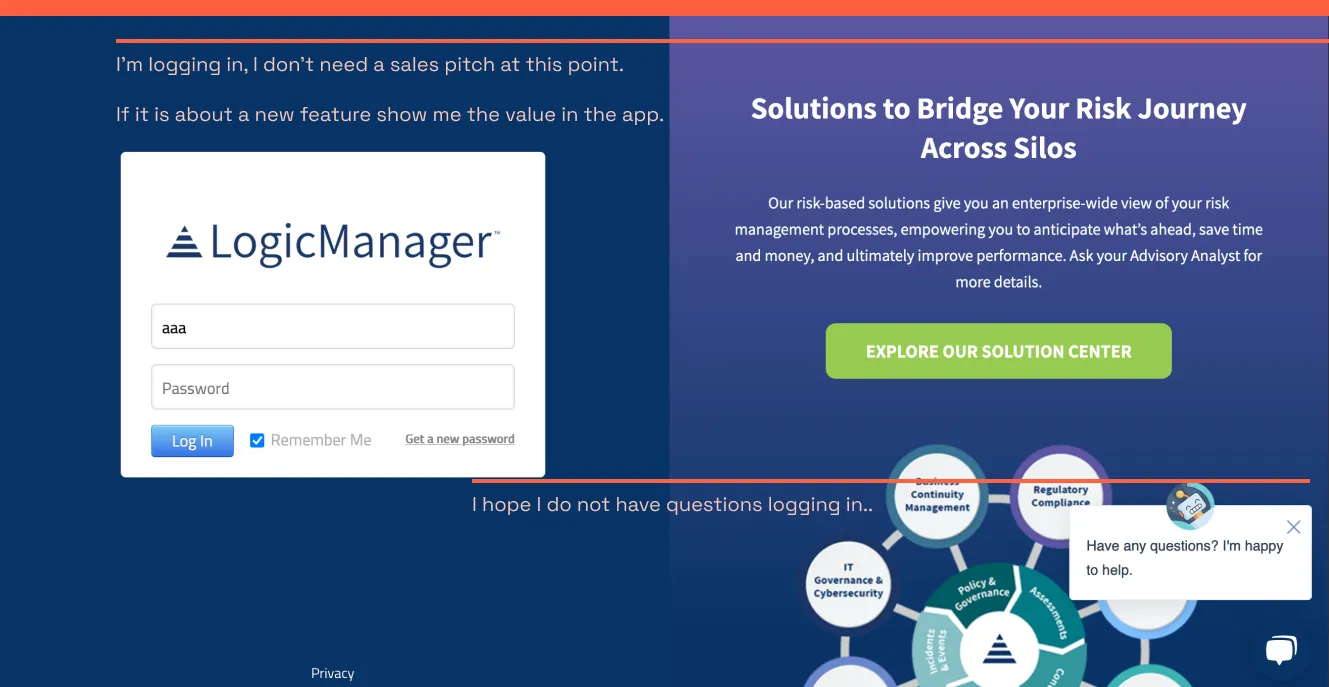 I'm logging in, I don't need a sales pitch at this point.
If it is about a new feature show me the value in the app.
LogicManager™
aaa
Password
Log In
Remember Me
Get a new password
I hope I do not have questions logging in..
Privacy
Solutions to Bridge Your Risk Journey
Across Silos
Our risk-based solutions give you an enterprise-wide view of your risk
management processes, empowering you to anticipate what's ahead, save time
and money, and ultimately improve performance. Ask your Advisory Analyst for
more details.
EXPLORE OUR SOLUTION CENTER
Business
Continuity
Management
Regulatory
Compliance
IT
Governance &
Cybersecurity
Policy &
Governance
Assessments
Incidents
& Events
Have any questions? I'm happy
to help.